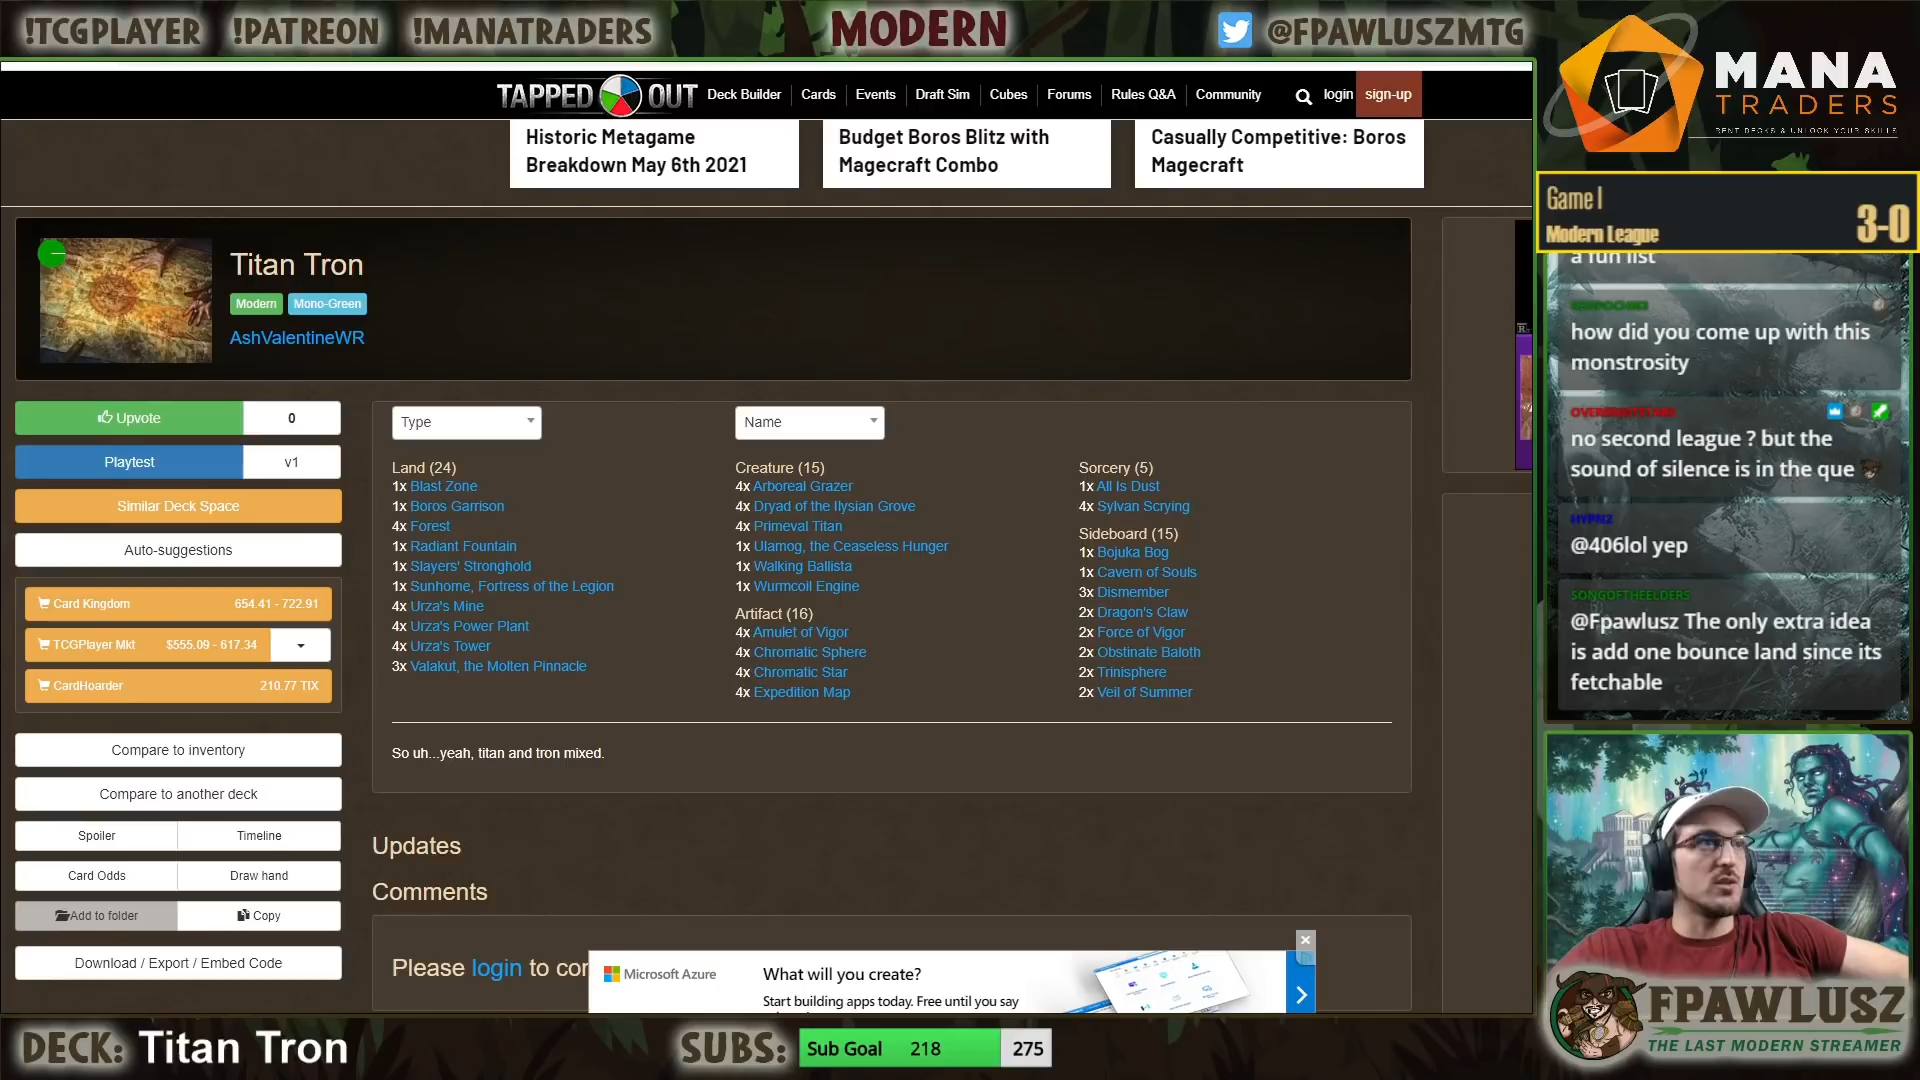 !TCGPLAYER !PATREON !MANATRADERS
MODERN
@FPAWLUSZMTG
MANA
TRADERS
RENT DECKS & UNLOCK YOUR SKILLS
TAPPED OUT Deck Builder Cards Events Draft Sim Cubes Forums Rules Q&A Community login sign-up
Historic Metagame
Breakdown May 6th 2021
Budget Boros Blitz with
Magecraft Combo
Casually Competitive: Boros
Magecraft
Game 1
Modern League
3-0
Titan Tron
Modern Mono-Green
AshValentineWR
Upvote 0
Playtest v1
Similar Deck Space
Auto-suggestions
Card Kingdom 654.41 - 722.91
TCGPlayer Mkt $555.09 - 617.34
CardHoarder 210.77 TIX
Compare to inventory
Compare to another deck
Spoiler Timeline
Card Odds Draw hand
Add to folder Copy
Download / Export / Embed Code
Type
Name
Land (24)
1x Blast Zone
1x Boros Garrison
4x Forest
1x Radiant Fountain
1x Slayers' Stronghold
1x Sunhome, Fortress of the Legion
4x Urza's Mine
4x Urza's Power Plant
4x Urza's Tower
3x Valakut, the Molten Pinnacle
Creature (15)
4x Arboreal Grazer
4x Dryad of the Ilysian Grove
4x Primeval Titan
1x Ulamog, the Ceaseless Hunger
1x Walking Ballista
1x Wurmcoil Engine
Artifact (16)
4x Amulet of Vigor
4x Chromatic Sphere
4x Chromatic Star
4x Expedition Map
Sorcery (5)
1x All Is Dust
4x Sylvan Scrying
Sideboard (15)
1x Bojuka Bog
1x Cavern of Souls
3x Dismember
2x Dragon's Claw
2x Force of Vigor
2x Obstinate Baloth
2x Trinisphere
2x Veil of Summer
So uh...yeah, titan and tron mixed.
Updates
Comments
Please login to cor
Microsoft Azure
What will you create?
Start building apps today. Free until you say
a fun list
how did you come up with this
monstrosity
no second league ? but the
sound of silence is in the que
HYPNZ
@406lol yep
SONGOFTHEELDERS
@Fpawlusz The only extra idea
is add one bounce land since its
fetchable
FPAWLUSZ
THE LAST MODERN STREAMER
DECK: Titan Tron
SUBS: Sub Goal 218 275